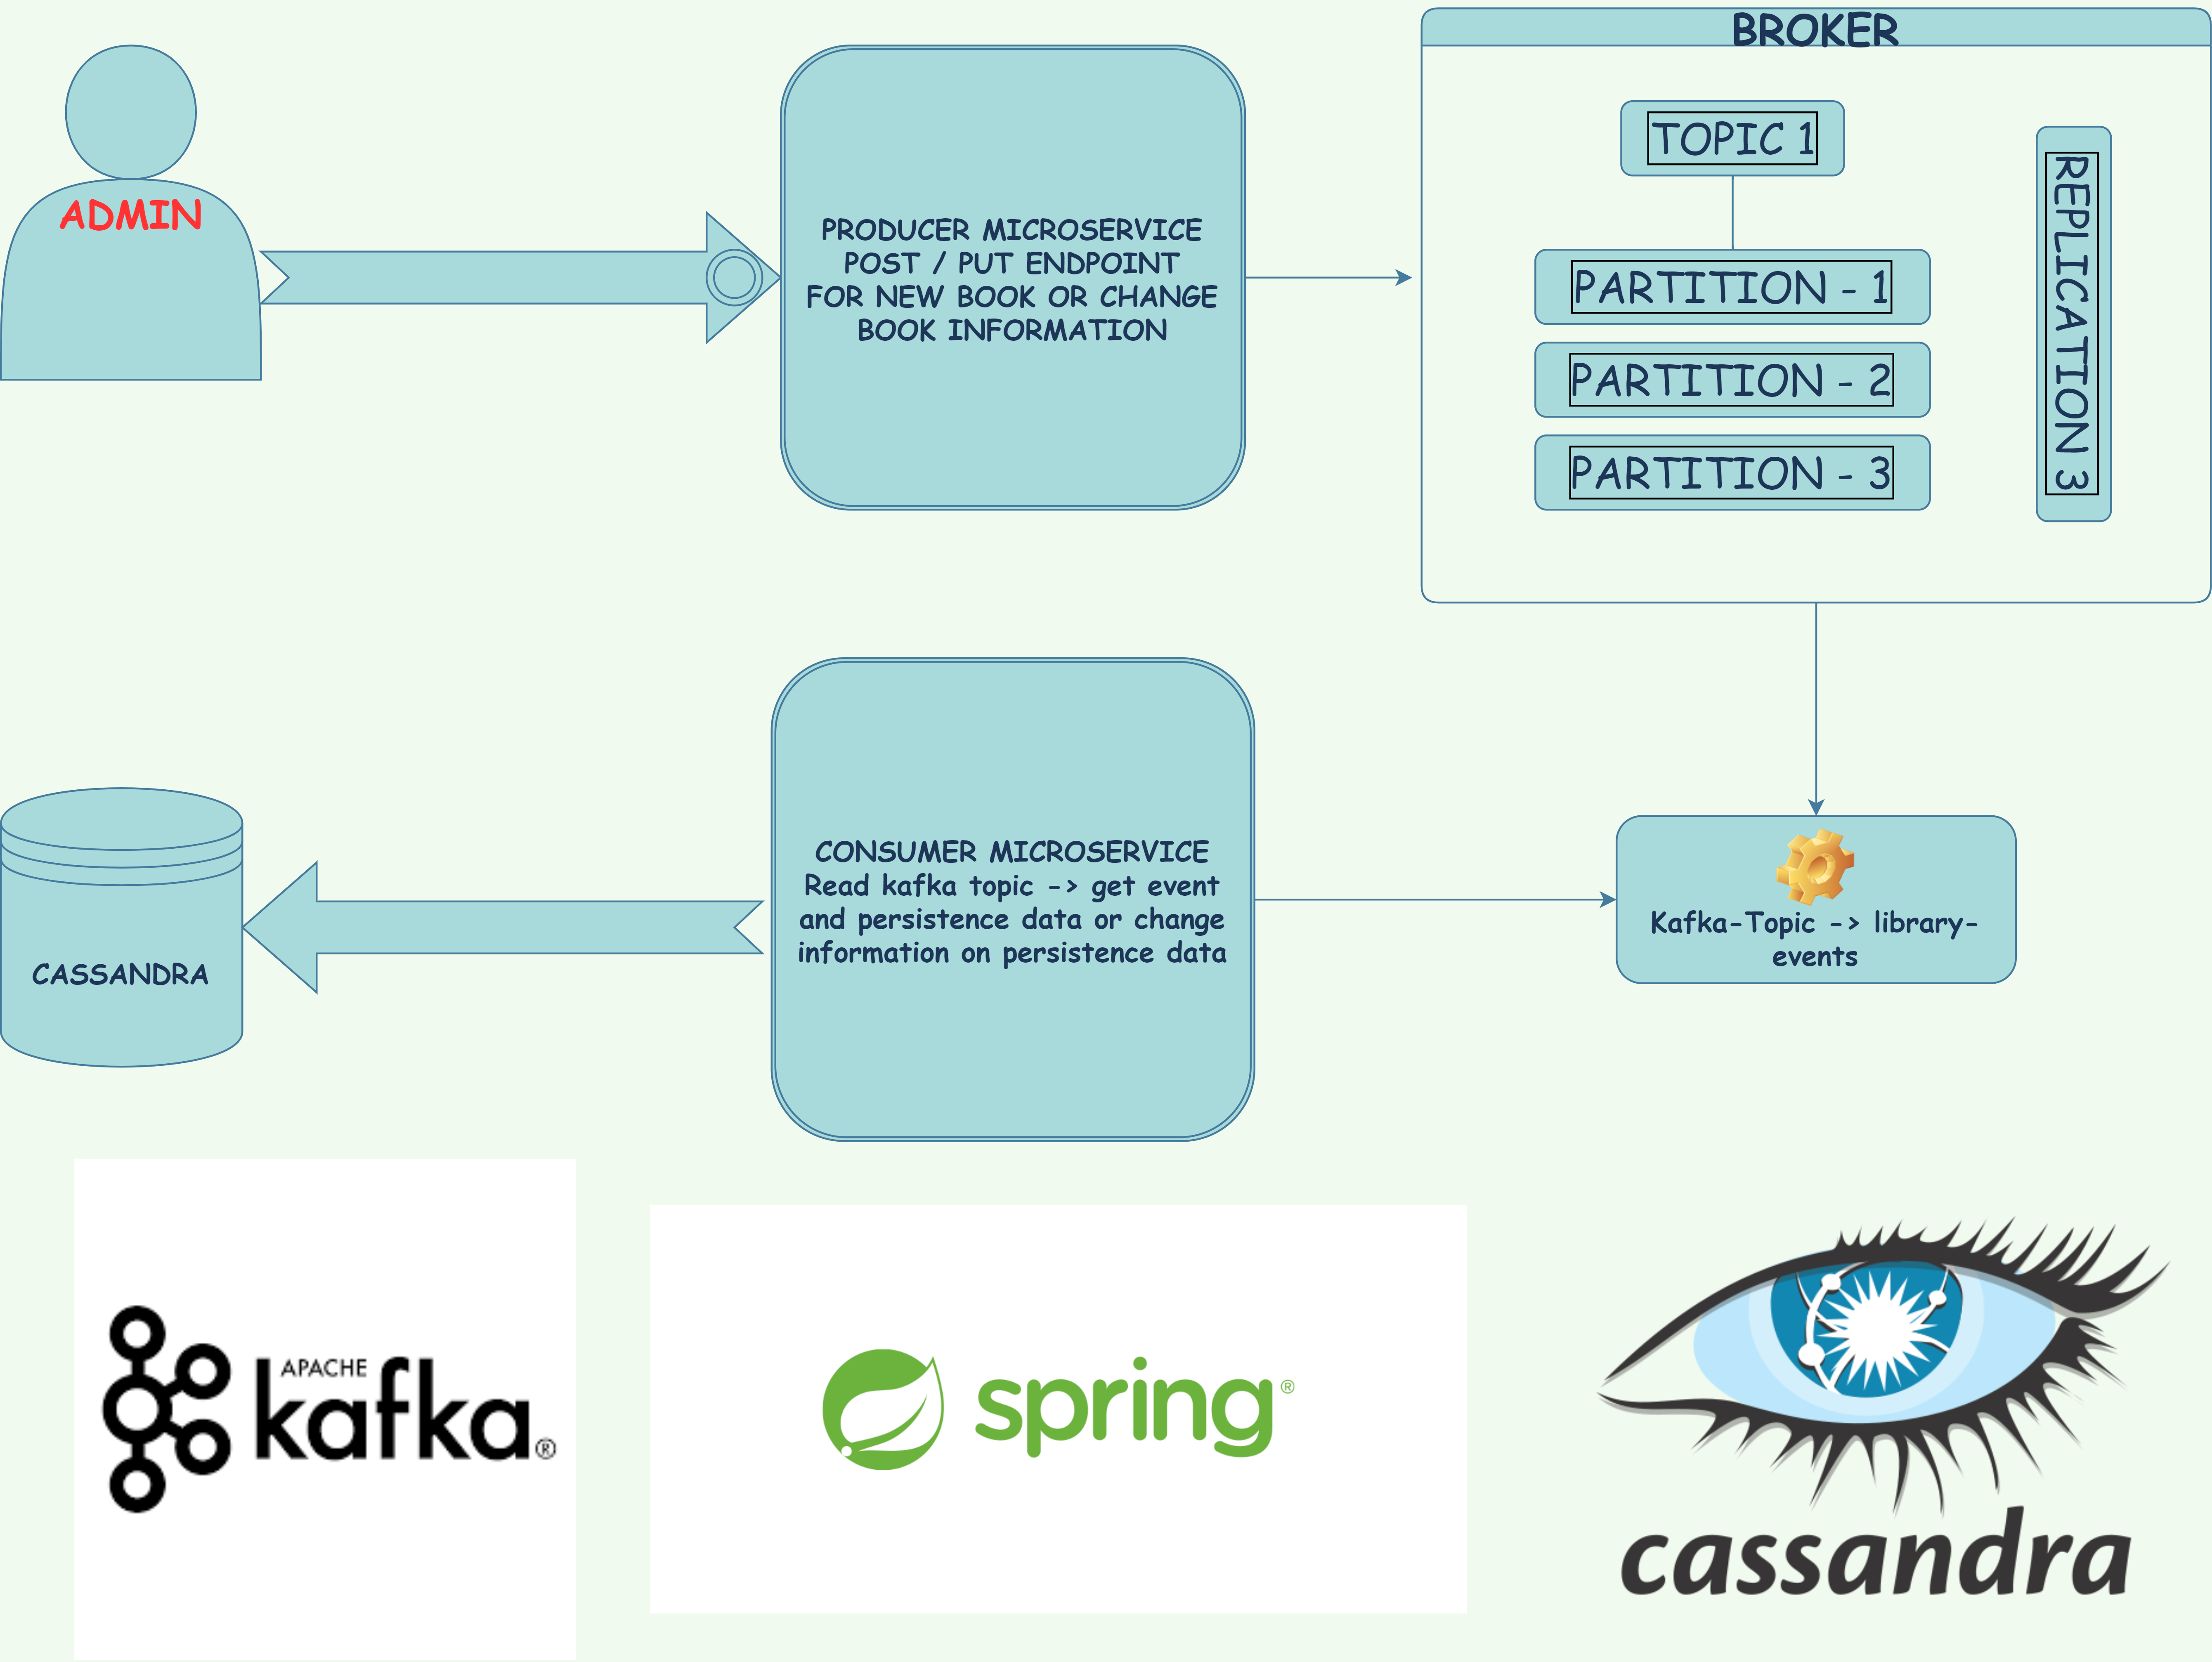 ADMIN
PRODUCER MICROSERVICE
POST / PUT ENDPOINT
FOR NEW BOOK OR CHANGE
BOOK INFORMATION
BROKER
TOPIC 1
PARTITION - 1
PARTITION - 2
PARTITION - 3
REPLICATION 3
CASSANDRA
CONSUMER MICROSERVICE
Read kafka topic -> get event
and persistence data or change
information on persistence data
Kafka-Topic -> library-
events
APACHE
kafka®
spring®
cassandra